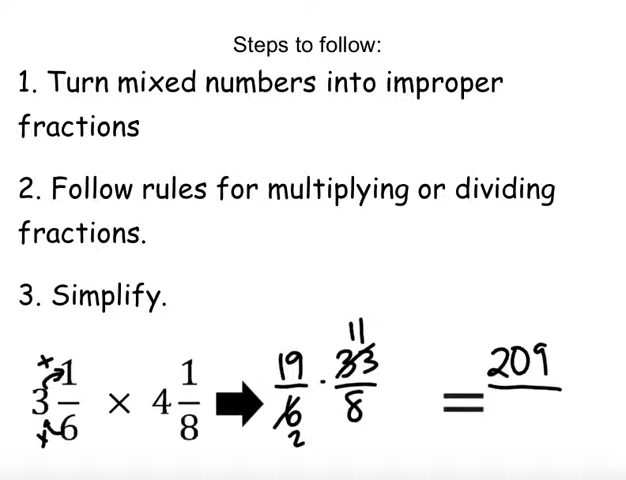 Steps to follow:
1. Turn mixed numbers into improper
fractions
2. Follow rules for multiplying or dividing
fractions.
3. Simplify.
3 1/6 × 4 1/8 ➡ 19/6 · 33/8 = 209
11
2
× +